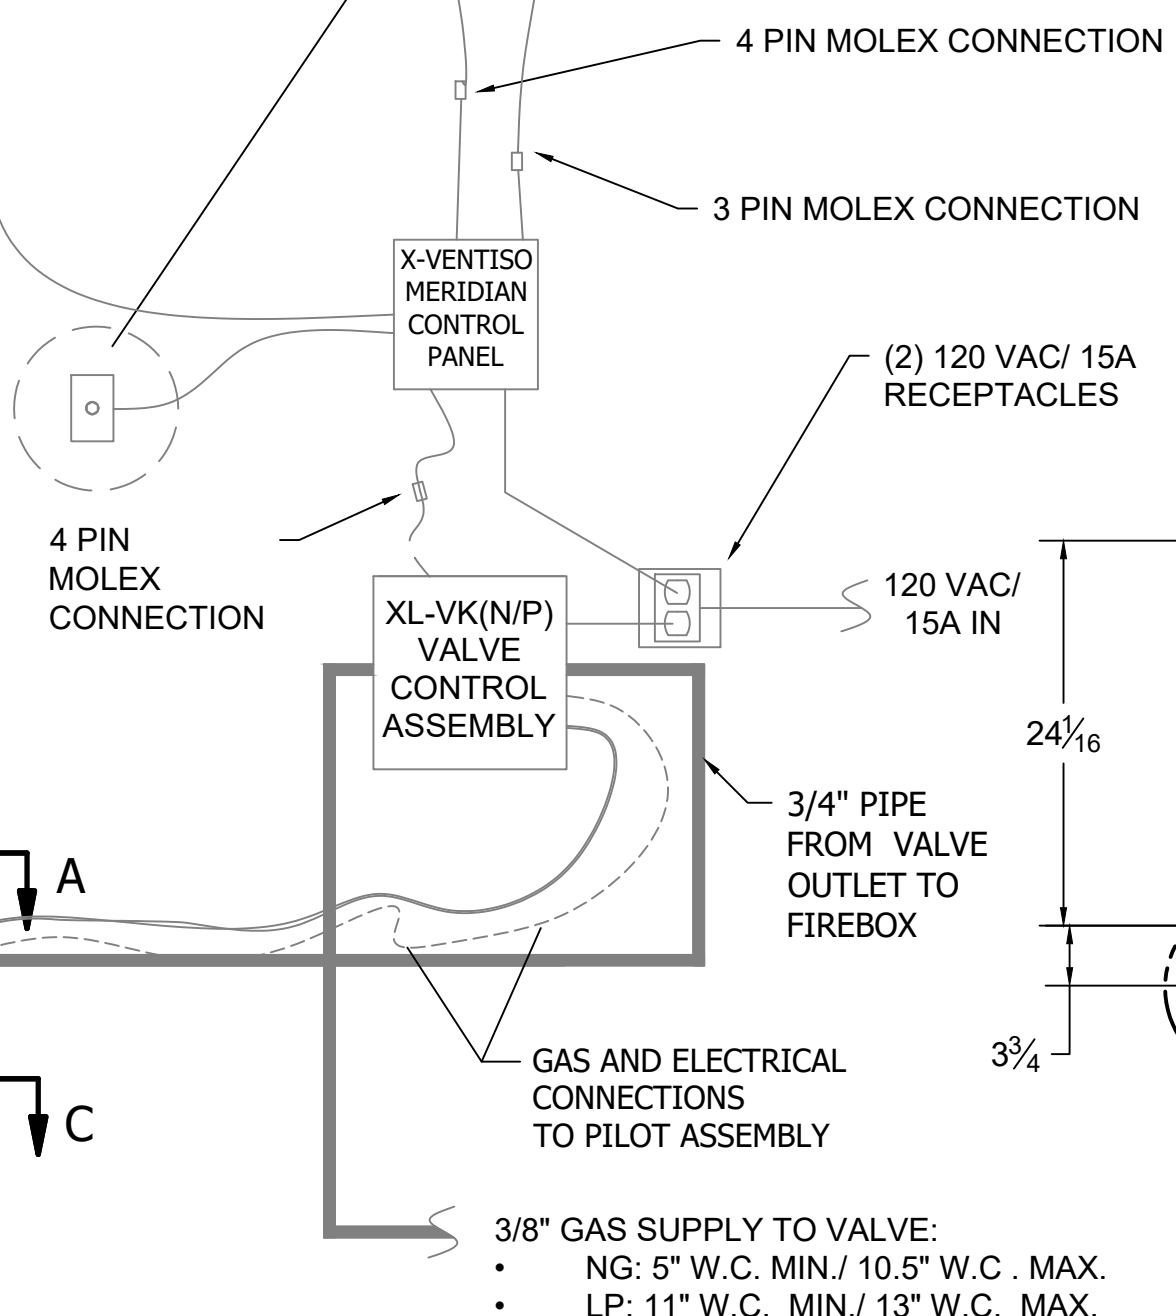 4 PIN MOLEX CONNECTION
3 PIN MOLEX CONNECTION
X-VENTISO
MERIDIAN
CONTROL
PANEL
(2) 120 VAC/ 15A
RECEPTACLES
4 PIN
MOLEX
CONNECTION
XL-VK(N/P)
VALVE
CONTROL
ASSEMBLY
120 VAC/
15A IN
24 1/16
3/4" PIPE
FROM VALVE
OUTLET TO
FIREBOX
A
3 3/4
GAS AND ELECTRICAL
CONNECTIONS
TO PILOT ASSEMBLY
C
3/8" GAS SUPPLY TO VALVE:
• NG: 5" W.C. MIN./ 10.5" W.C . MAX.
• LP: 11" W.C. MIN./ 13" W.C. MAX.